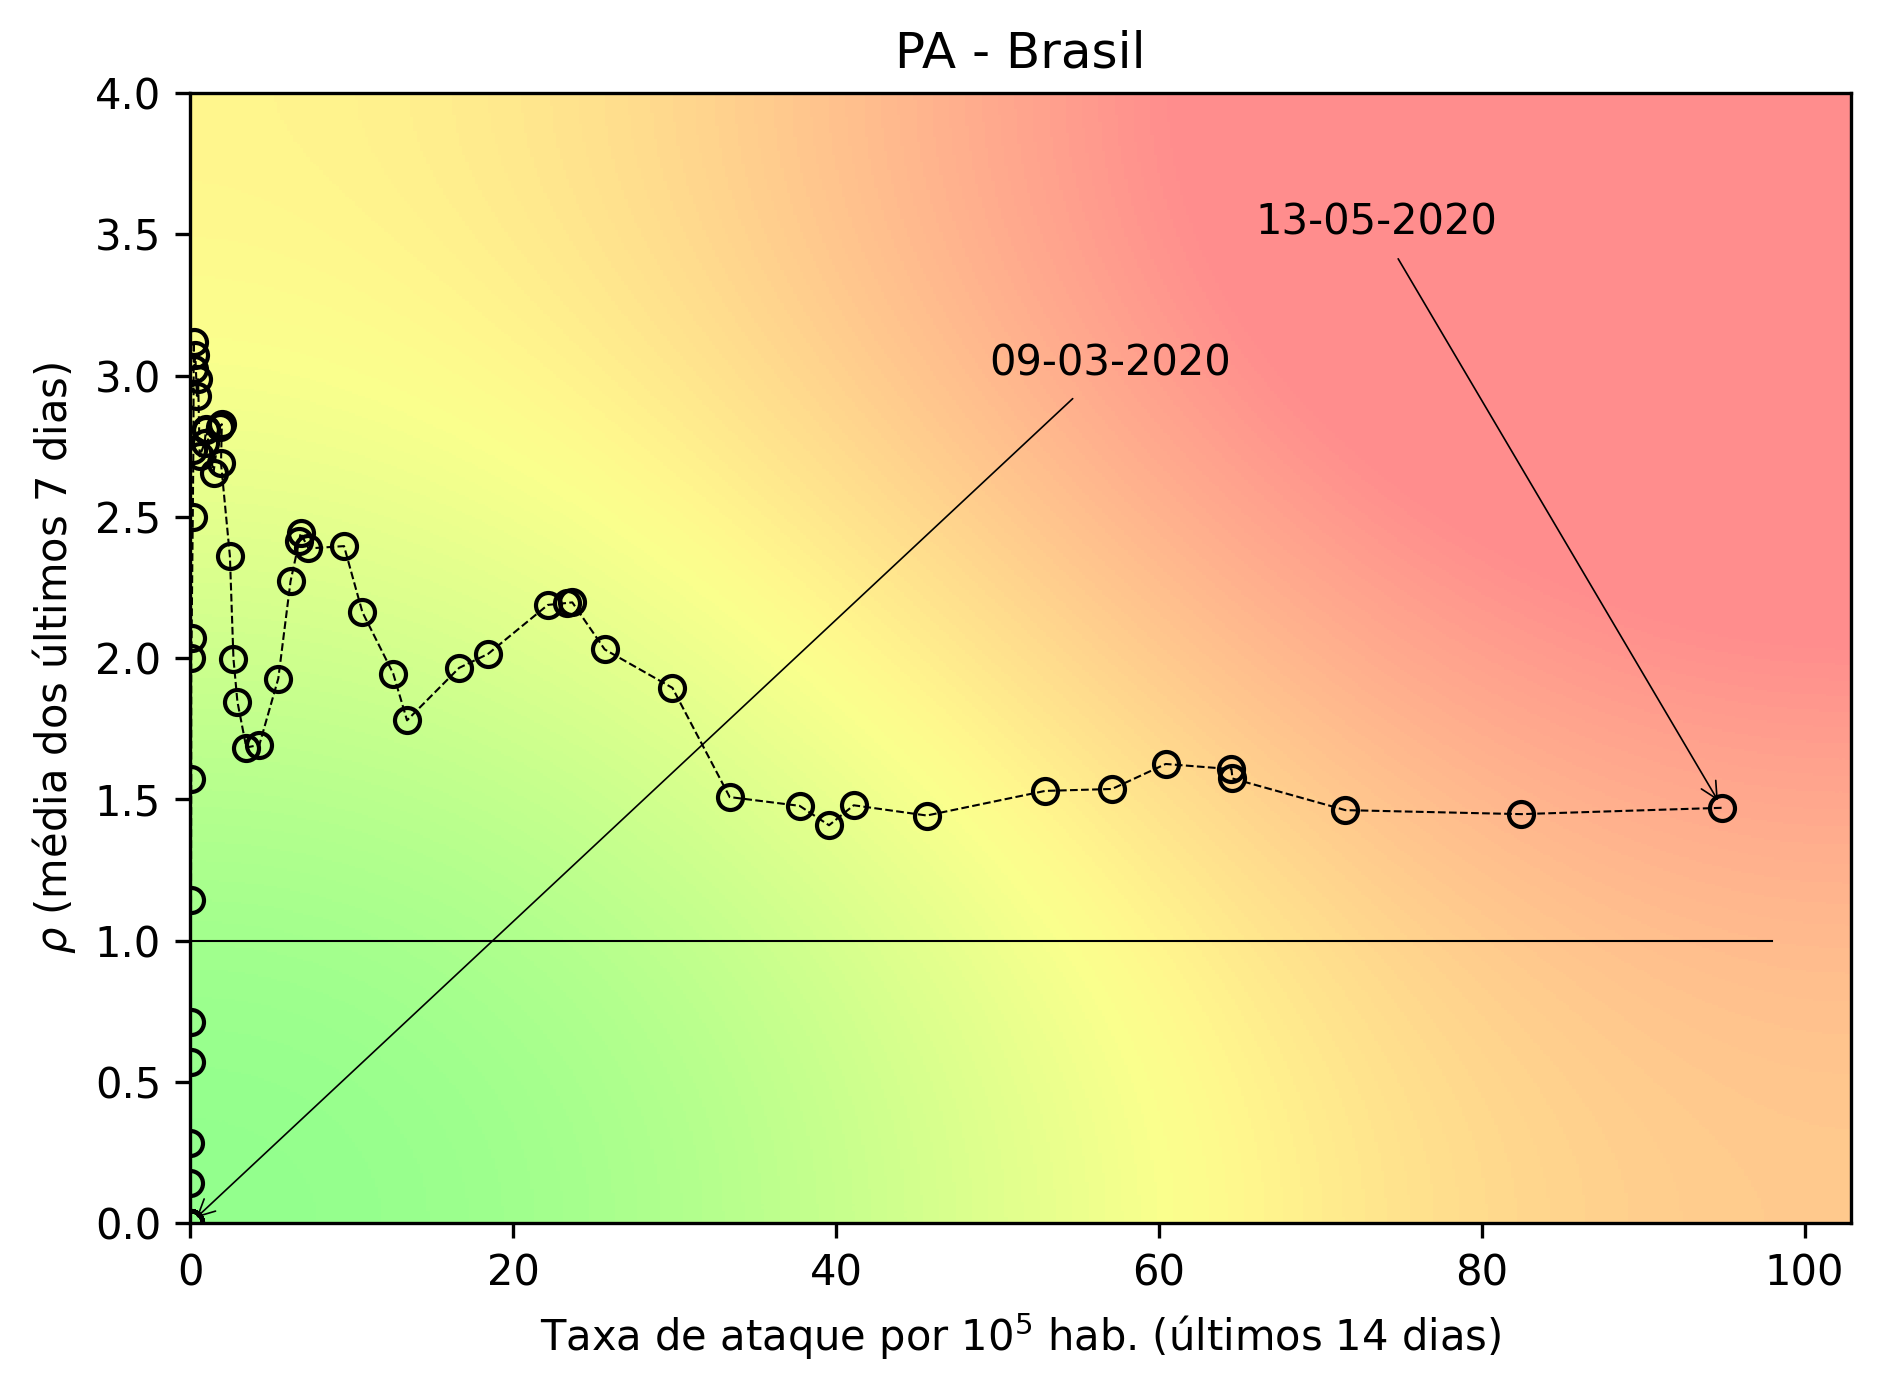 PA - Brasil
4.0
3.5
3.0
2.5
2.0
1.5
1.0
0.5
0.0
ρ (média dos últimos 7 dias)
13-05-2020
09-03-2020
0 20 40 60 80 100
Taxa de ataque por 10⁵ hab. (últimos 14 dias)